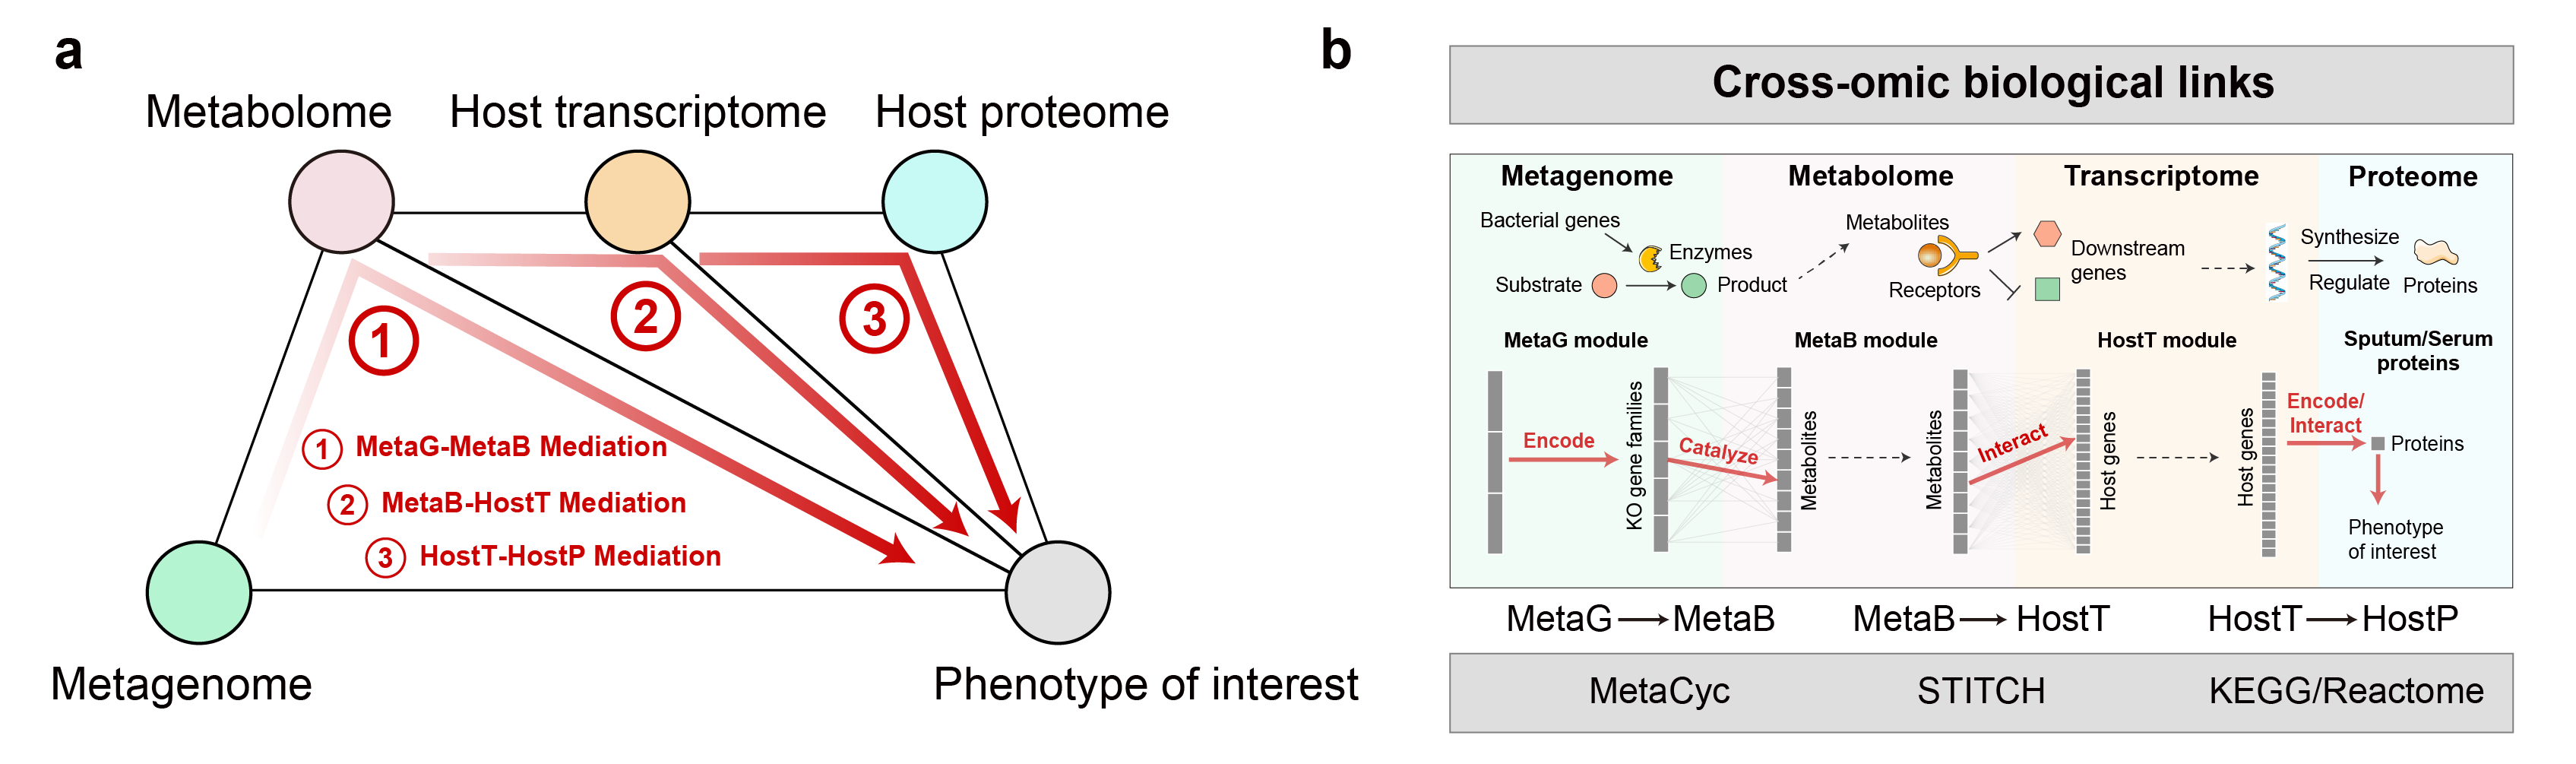 a
Metabolome
Host transcriptome
Host proteome
1
2
3
1 MetaG-MetaB Mediation
2 MetaB-HostT Mediation
3 HostT-HostP Mediation
Metagenome
Phenotype of interest
b
Cross-omic biological links
Metagenome
Metabolome
Transcriptome
Proteome
Bacterial genes
Enzymes
Substrate
Product
Metabolites
Receptors
Downstream
genes
Synthesize
Regulate
Proteins
MetaG module
MetaB module
HostT module
Sputum/Serum
proteins
Encode
KO gene families
Catalyze
Metabolites
Metabolites
Interact
Host genes
Host genes
Encode/
Interact
Proteins
Phenotype
of interest
MetaG → MetaB
MetaB → HostT
HostT → HostP
MetaCyc
STITCH
KEGG/Reactome